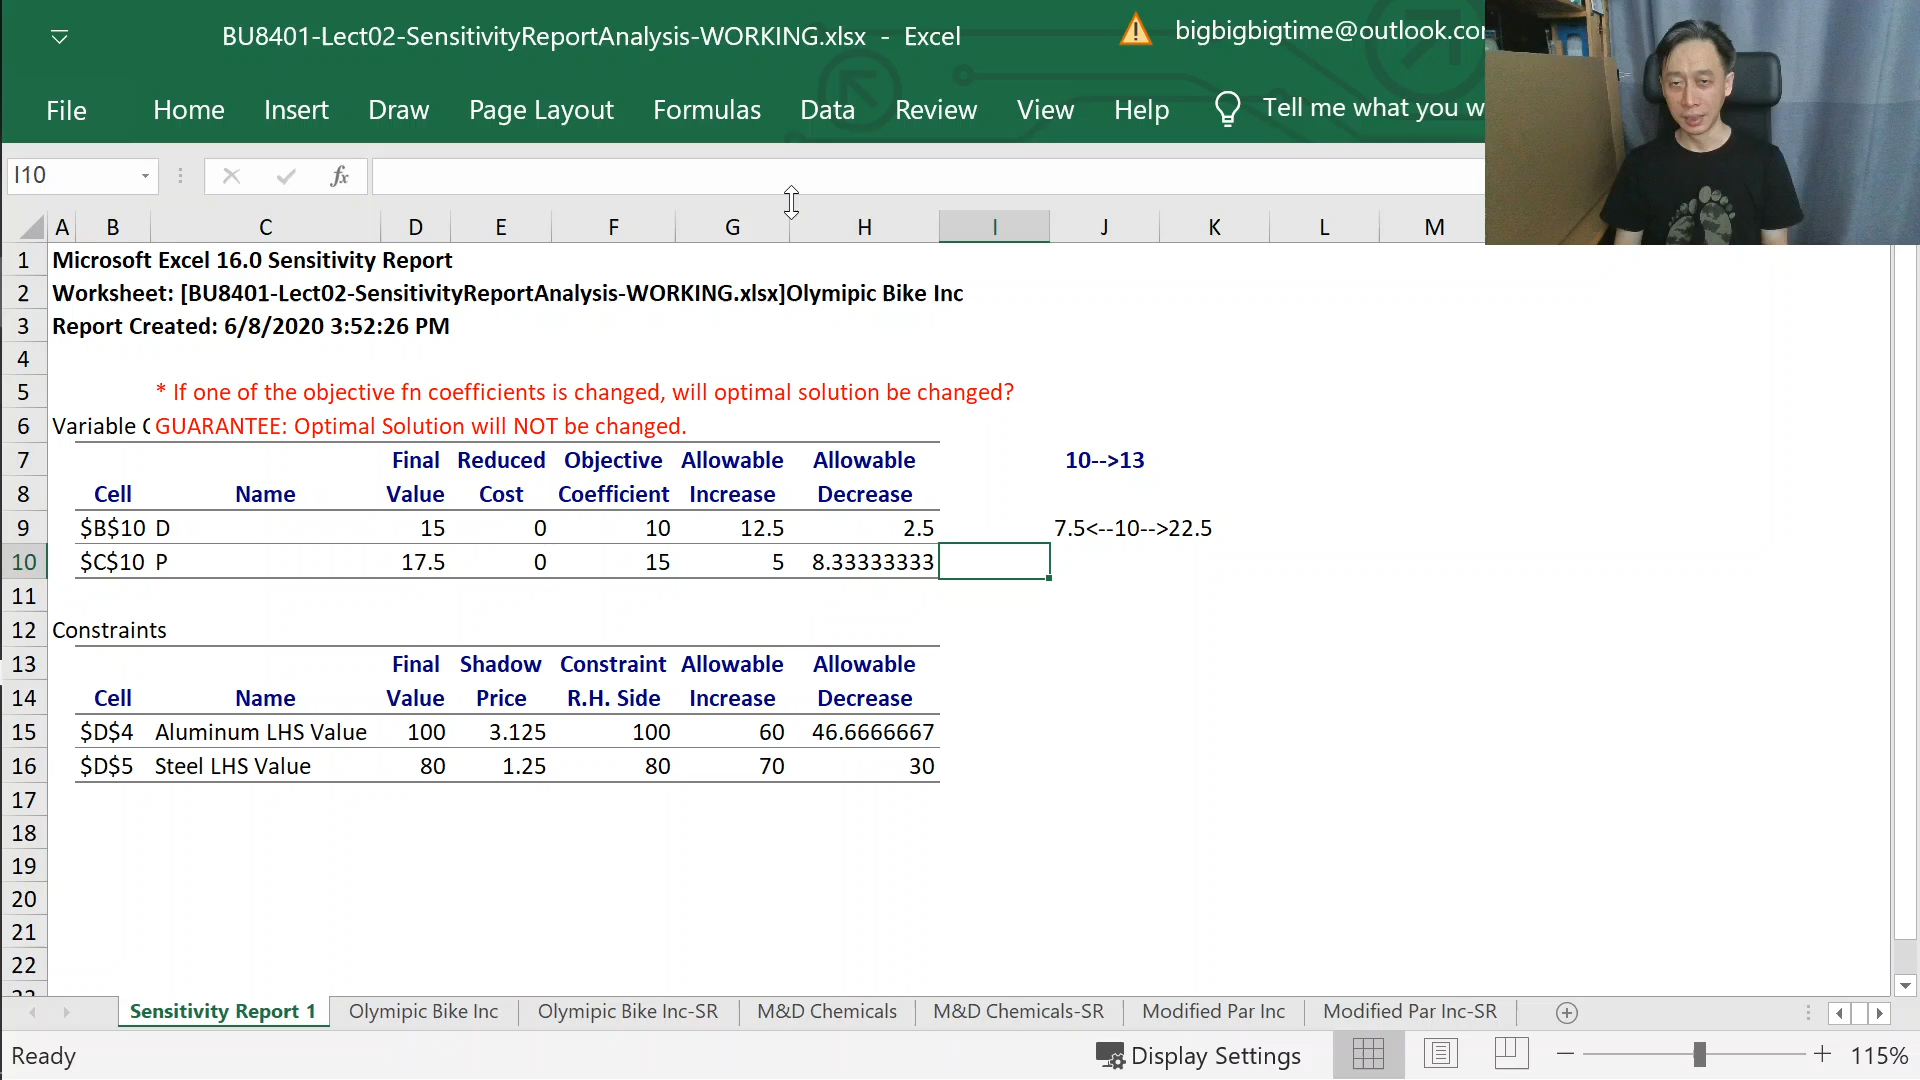 BU8401-Lect02-SensitivityReportAnalysis-WORKING.xlsx - Excel
bigbigbigtime@outlook.co
File Home Insert Draw Page Layout Formulas Data Review View Help Tell me what you w
I10 fx
A B C D E F G H I J K L M
1 Microsoft Excel 16.0 Sensitivity Report
2 Worksheet: [BU8401-Lect02-SensitivityReportAnalysis-WORKING.xlsx]Olymipic Bike Inc
3 Report Created: 6/8/2020 3:52:26 PM
4
5 * If one of the objective fn coefficients is changed, will optimal solution be changed?
6 Variable C GUARANTEE: Optimal Solution will NOT be changed.
7 Final Reduced Objective Allowable Allowable 10-->13
8 Cell Name Value Cost Coefficient Increase Decrease
9 $B$10 D 15 0 10 12.5 2.5 7.5<--10-->22.5
10 $C$10 P 17.5 0 15 5 8.33333333
11
12 Constraints
13 Final Shadow Constraint Allowable Allowable
14 Cell Name Value Price R.H. Side Increase Decrease
15 $D$4 Aluminum LHS Value 100 3.125 100 60 46.6666667
16 $D$5 Steel LHS Value 80 1.25 80 70 30
17
18
19
20
21
22
Sensitivity Report 1 Olymipic Bike Inc Olymipic Bike Inc-SR M&D Chemicals M&D Chemicals-SR Modified Par Inc Modified Par Inc-SR
Ready Display Settings 115%